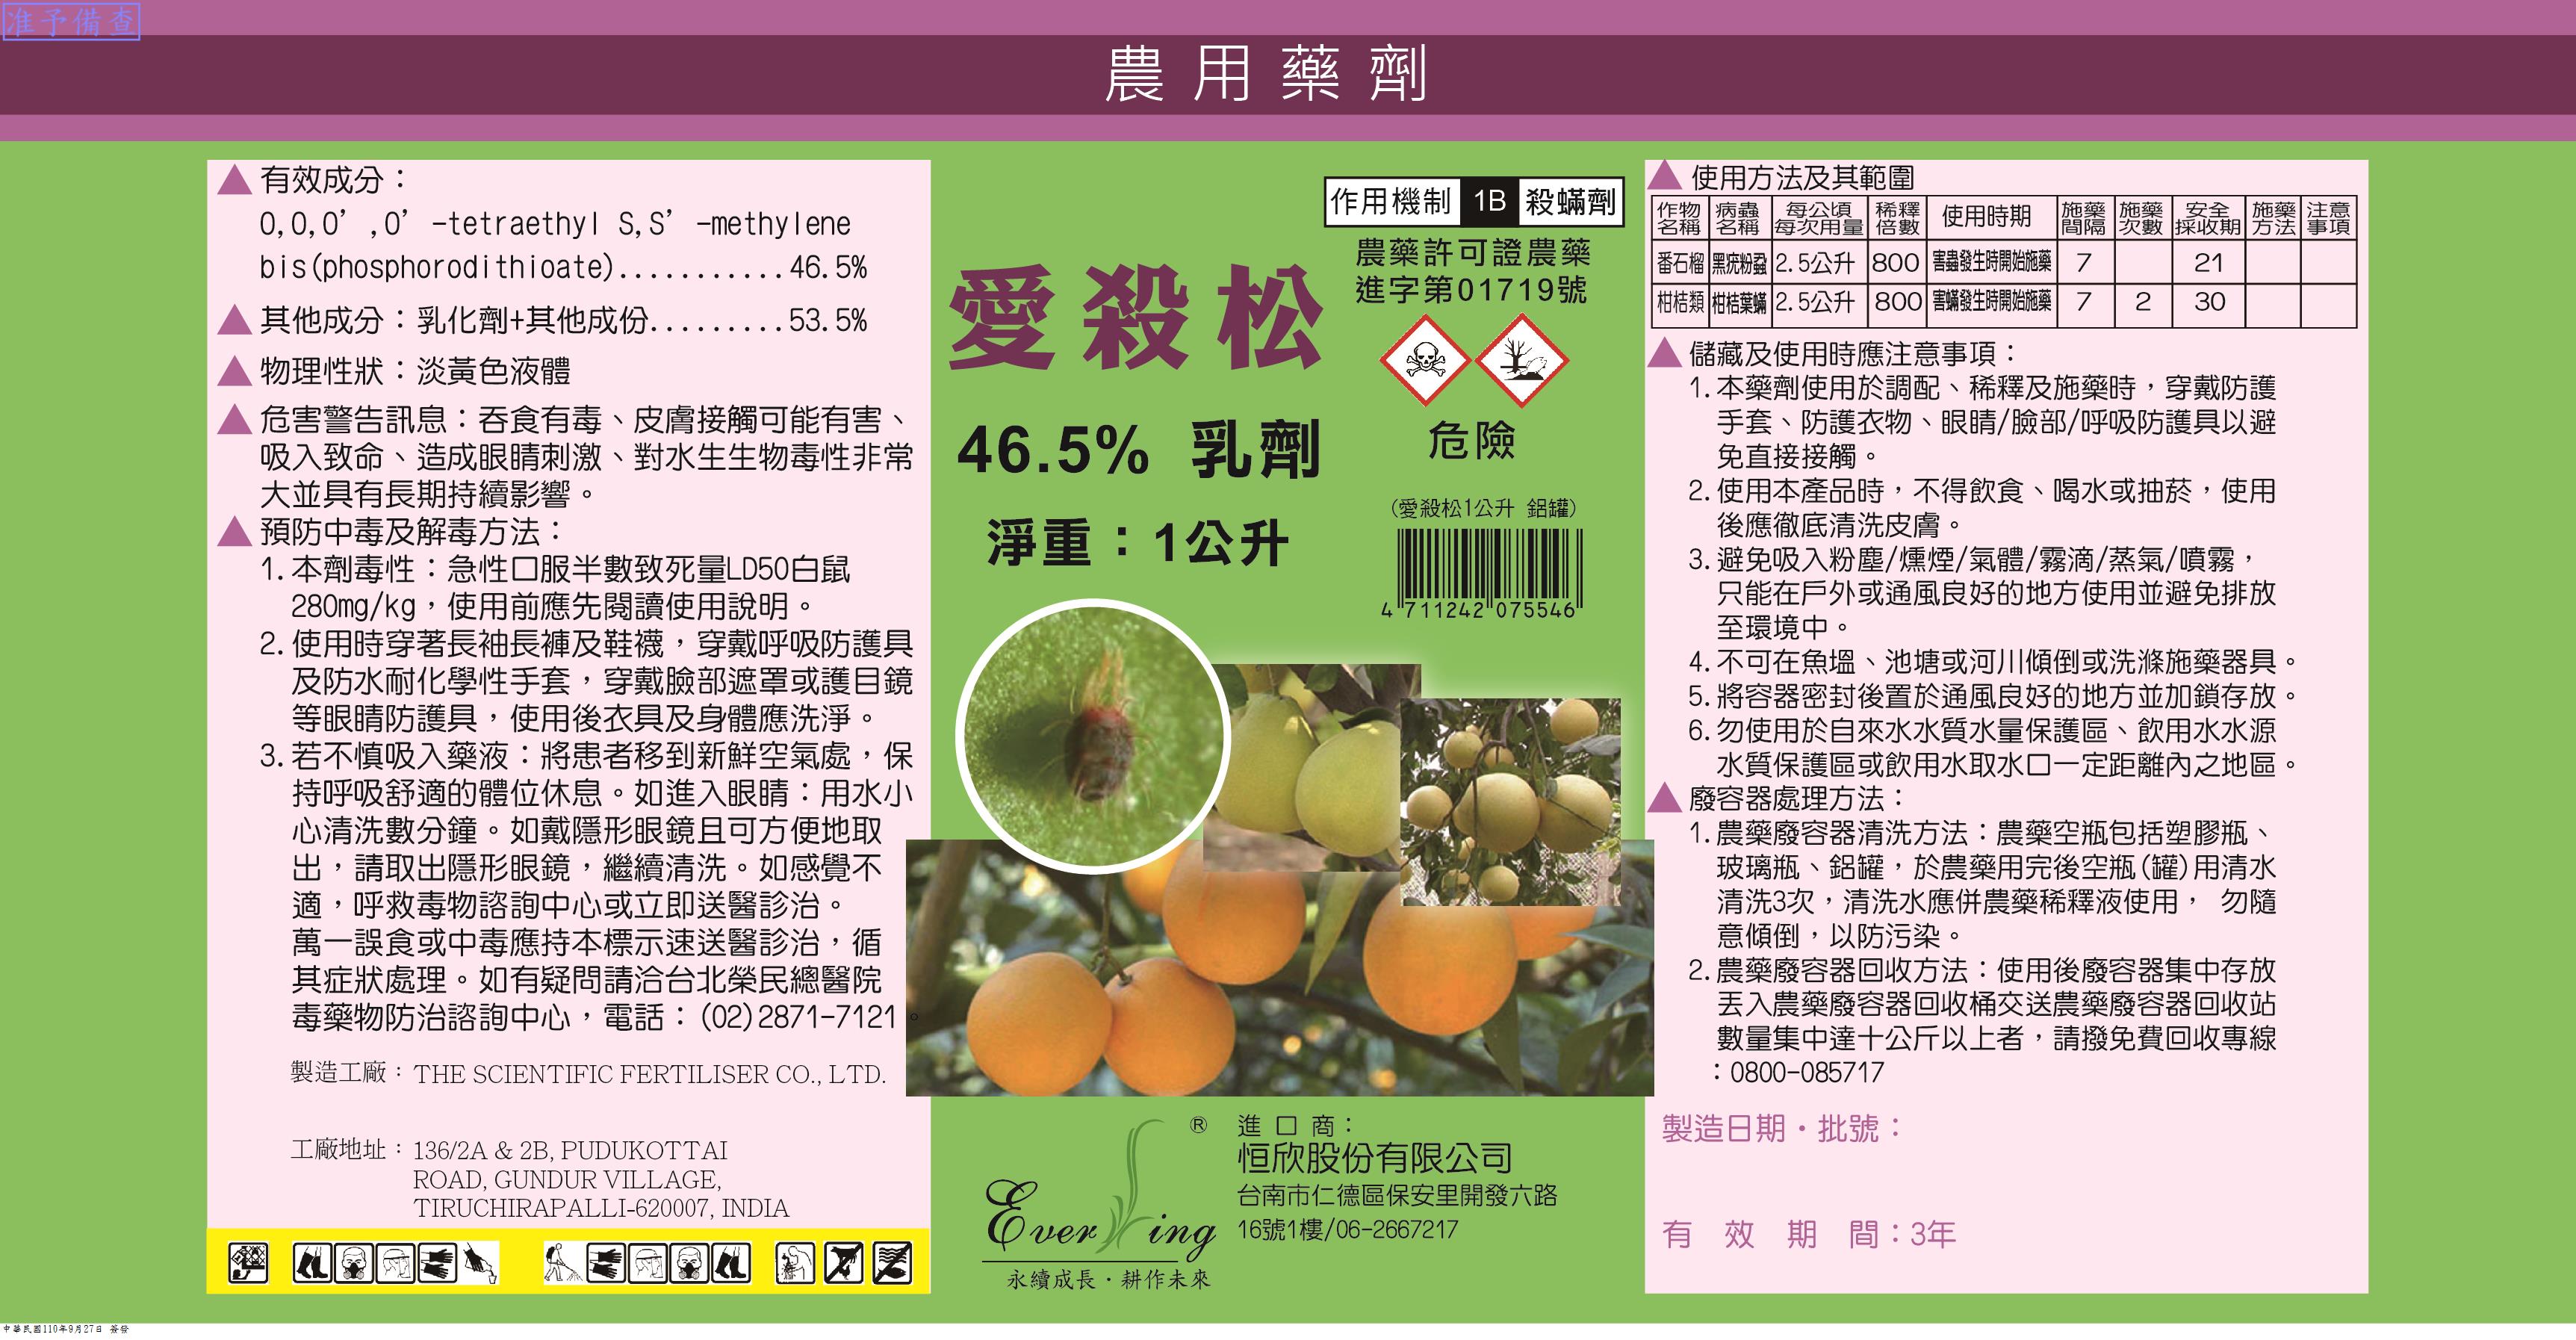 准予備查
農用藥劑
▲ 有效成分：
O,O,O’,O’-tetraethyl S,S’-methylene
bis(phosphorodithioate)...........46.5%
▲ 其他成分：乳化劑+其他成份.........53.5%
▲ 物理性狀：淡黃色液體
▲ 危害警告訊息：吞食有毒、皮膚接觸可能有害、
吸入致命、造成眼睛刺激、對水生生物毒性非常
大並具有長期持續影響。
▲ 預防中毒及解毒方法：
1.本劑毒性：急性口服半數致死量LD50白鼠
280mg/kg，使用前應先閱讀使用說明。
2.使用時穿著長袖長褲及鞋襪，穿戴呼吸防護具
及防水耐化學性手套，穿戴臉部遮罩或護目鏡
等眼睛防護具，使用後衣具及身體應洗淨。
3.若不慎吸入藥液：將患者移到新鮮空氣處，保
持呼吸舒適的體位休息。如進入眼睛：用水小
心清洗數分鐘。如戴隱形眼鏡且可方便地取
出，請取出隱形眼鏡，繼續清洗。如感覺不
適，呼救毒物諮詢中心或立即送醫診治。
萬一誤食或中毒應持本標示速送醫診治，循
其症狀處理。如有疑問請洽台北榮民總醫院
毒藥物防治諮詢中心，電話：(02)2871-7121。
製造工廠：THE SCIENTIFIC FERTILISER CO., LTD.
工廠地址：136/2A & 2B, PUDUKOTTAI
ROAD, GUNDUR VILLAGE,
TIRUCHIRAPALLI-620007, INDIA
作用機制 1B 殺蟎劑
農藥許可證農藥
進字第01719號
愛殺松
46.5% 乳劑
危險
淨重：1公升
(愛殺松1公升 鋁罐)
4 711242 075546
Ever ing ®
永續成長·耕作未來
進口商：
恒欣股份有限公司
台南市仁德區保安里開發六路
16號1樓/06-2667217
▲ 使用方法及其範圍
作物名稱 病蟲名稱 每公頃每次用量 稀釋倍數 使用時期 施藥間隔 施藥次數 安全採收期 施藥方法 注意事項
番石榴 黑疣粉蝨 2.5公升 800 害蟲發生時開始施藥 7 21
柑桔類 柑桔葉蟎 2.5公升 800 害蟎發生時開始施藥 7 2 30
▲ 儲藏及使用時應注意事項：
1.本藥劑使用於調配、稀釋及施藥時，穿戴防護
手套、防護衣物、眼睛/臉部/呼吸防護具以避
免直接接觸。
2.使用本產品時，不得飲食、喝水或抽菸，使用
後應徹底清洗皮膚。
3.避免吸入粉塵/燻煙/氣體/霧滴/蒸氣/噴霧，
只能在戶外或通風良好的地方使用並避免排放
至環境中。
4.不可在魚塭、池塘或河川傾倒或洗滌施藥器具。
5.將容器密封後置於通風良好的地方並加鎖存放。
6.勿使用於自來水水質水量保護區、飲用水水源
水質保護區或飲用水取水口一定距離內之地區。
▲ 廢容器處理方法：
1.農藥廢容器清洗方法：農藥空瓶包括塑膠瓶、
玻璃瓶、鋁罐，於農藥用完後空瓶(罐)用清水
清洗3次，清洗水應併農藥稀釋液使用， 勿隨
意傾倒，以防污染。
2.農藥廢容器回收方法：使用後廢容器集中存放
丟入農藥廢容器回收桶交送農藥廢容器回收站
數量集中達十公斤以上者，請撥免費回收專線
：0800-085717
製造日期·批號：
有 效 期 間：3年
中華民國110年9月27日 簽發